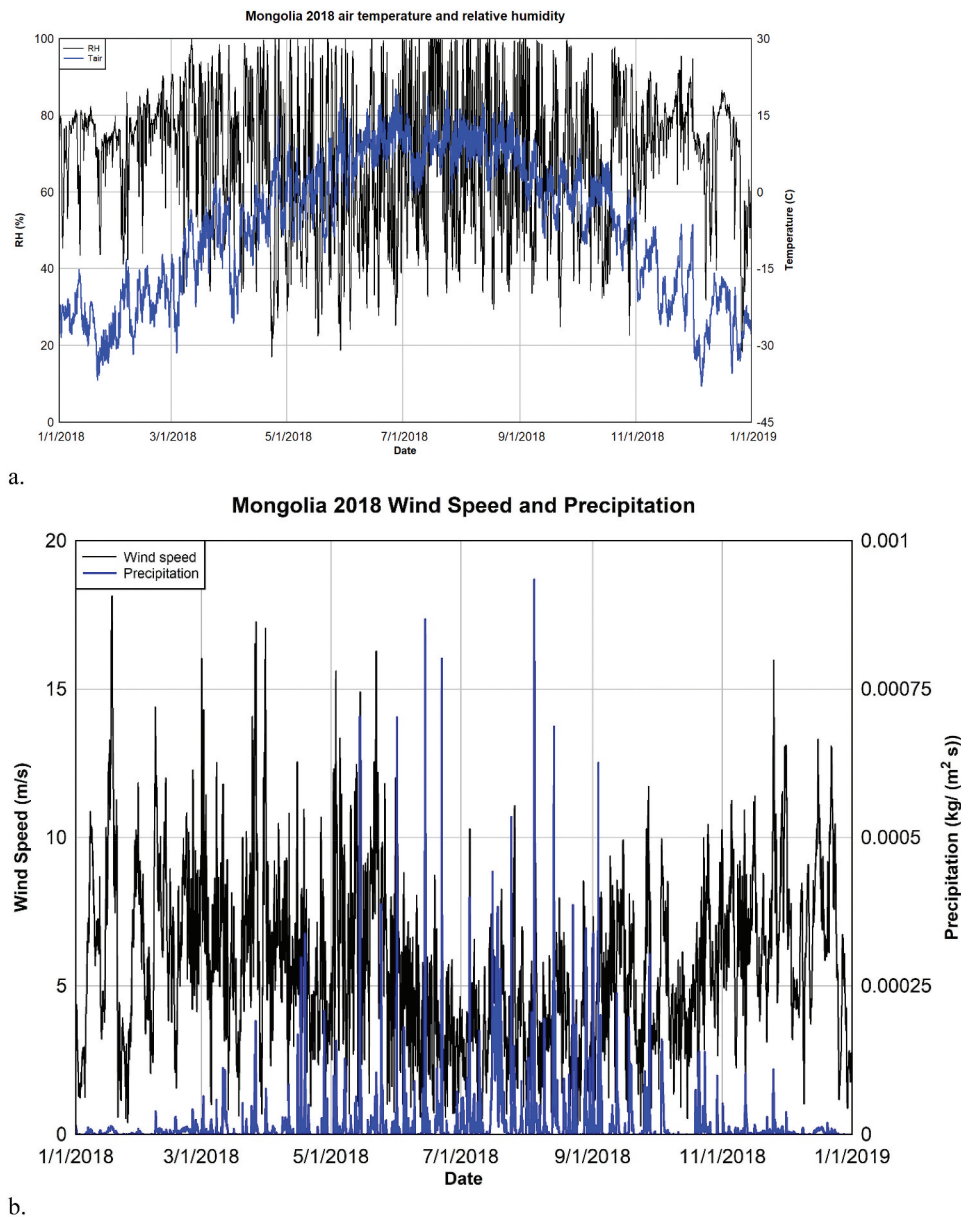 Mongolia 2018 air temperature and relative humidity
RH
Tair
100
80
60
40
20
0
RH (%)
30
15
0
-15
-30
-45
Temperature (C)
1/1/2018
3/1/2018
5/1/2018
7/1/2018
9/1/2018
11/1/2018
1/1/2019
Date
a.
Mongolia 2018 Wind Speed and Precipitation
Wind speed
Precipitation
20
15
10
5
0
Wind Speed (m/s)
0.001
0.00075
0.0005
0.00025
0
Precipitation (kg/ (m² s))
1/1/2018
3/1/2018
5/1/2018
7/1/2018
9/1/2018
11/1/2018
1/1/2019
Date
b.